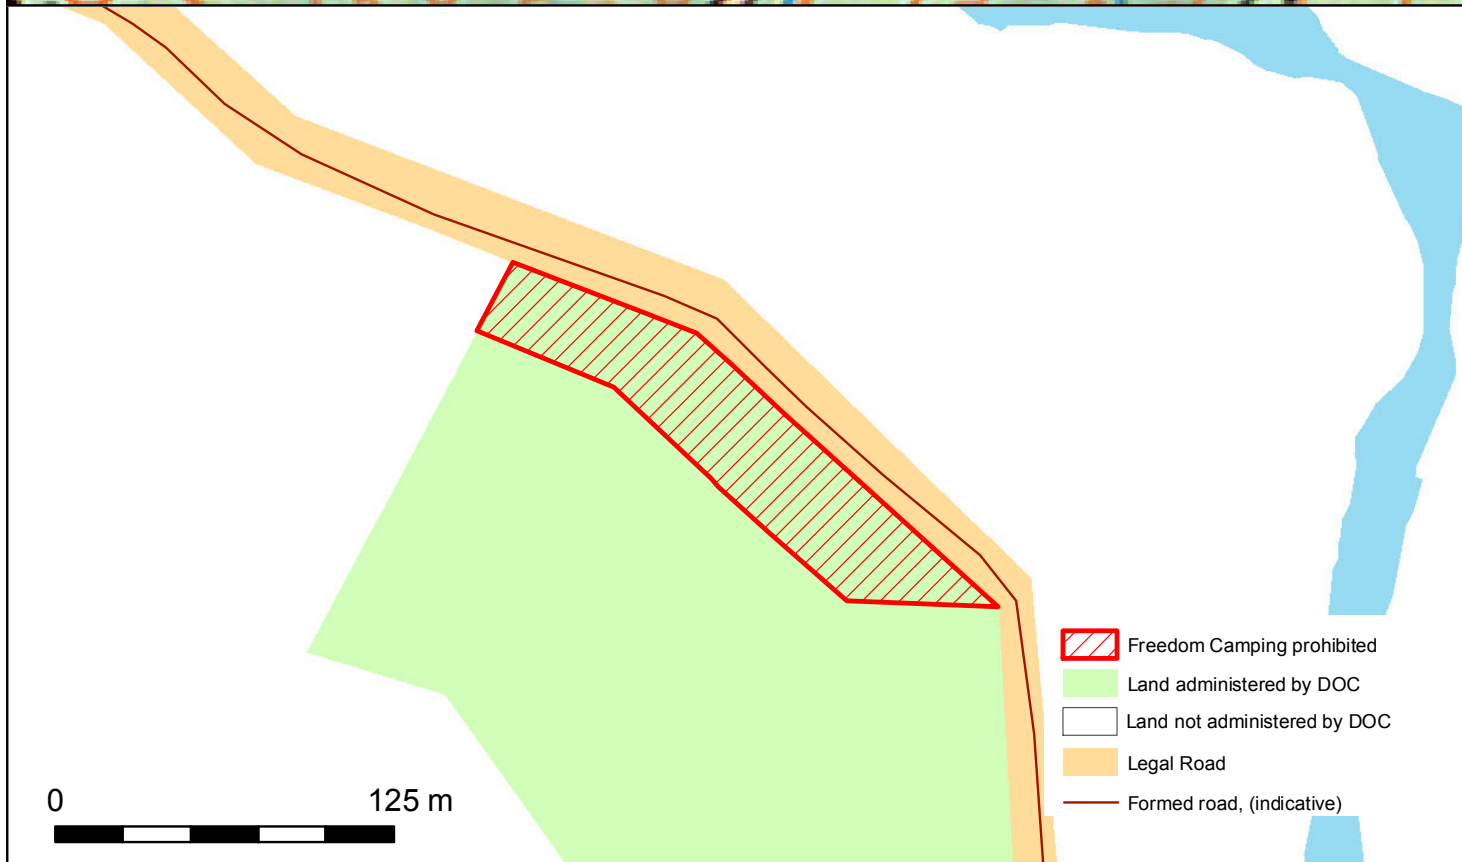 Freedom Camping prohibited
Land administered by DOC
Land not administered by DOC
Legal Road
Formed road, (indicative)
0 125 m